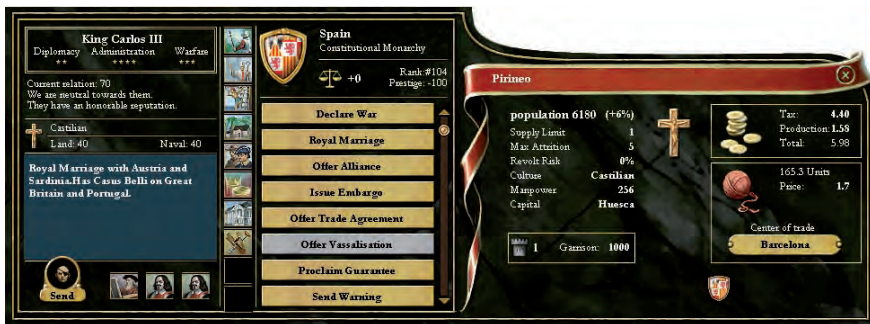 King Carlos III
Diplomacy Administration Warfare
Current relation: 70
We are neutral towards them.
They have an honorable reputation.
Castilian
Land: 40 Naval: 40
Royal Marriage with Austria and
Sardinia.Has Casus Belli on Great
Britain and Portugal.
Send
Spain
Constitutional Monarchy
+0
Rank:#104
Prestige: -100
Declare War
Royal Marriage
Offer Alliance
Issue Embargo
Offer Trade Agreement
Offer Vassalisation
Proclaim Guarantee
Send Warning
Pirineo
population 6180 (+6%)
Supply Limit 1
Max Attrition 5
Revolt Risk 0%
Culture Castilian
Manpower 256
Capital Huesca
1 Garnison: 1000
Tax: 4.40
Production: 1.58
Total: 5.98
165.3 Units
Price: 1.7
Center of trade
Barcelona